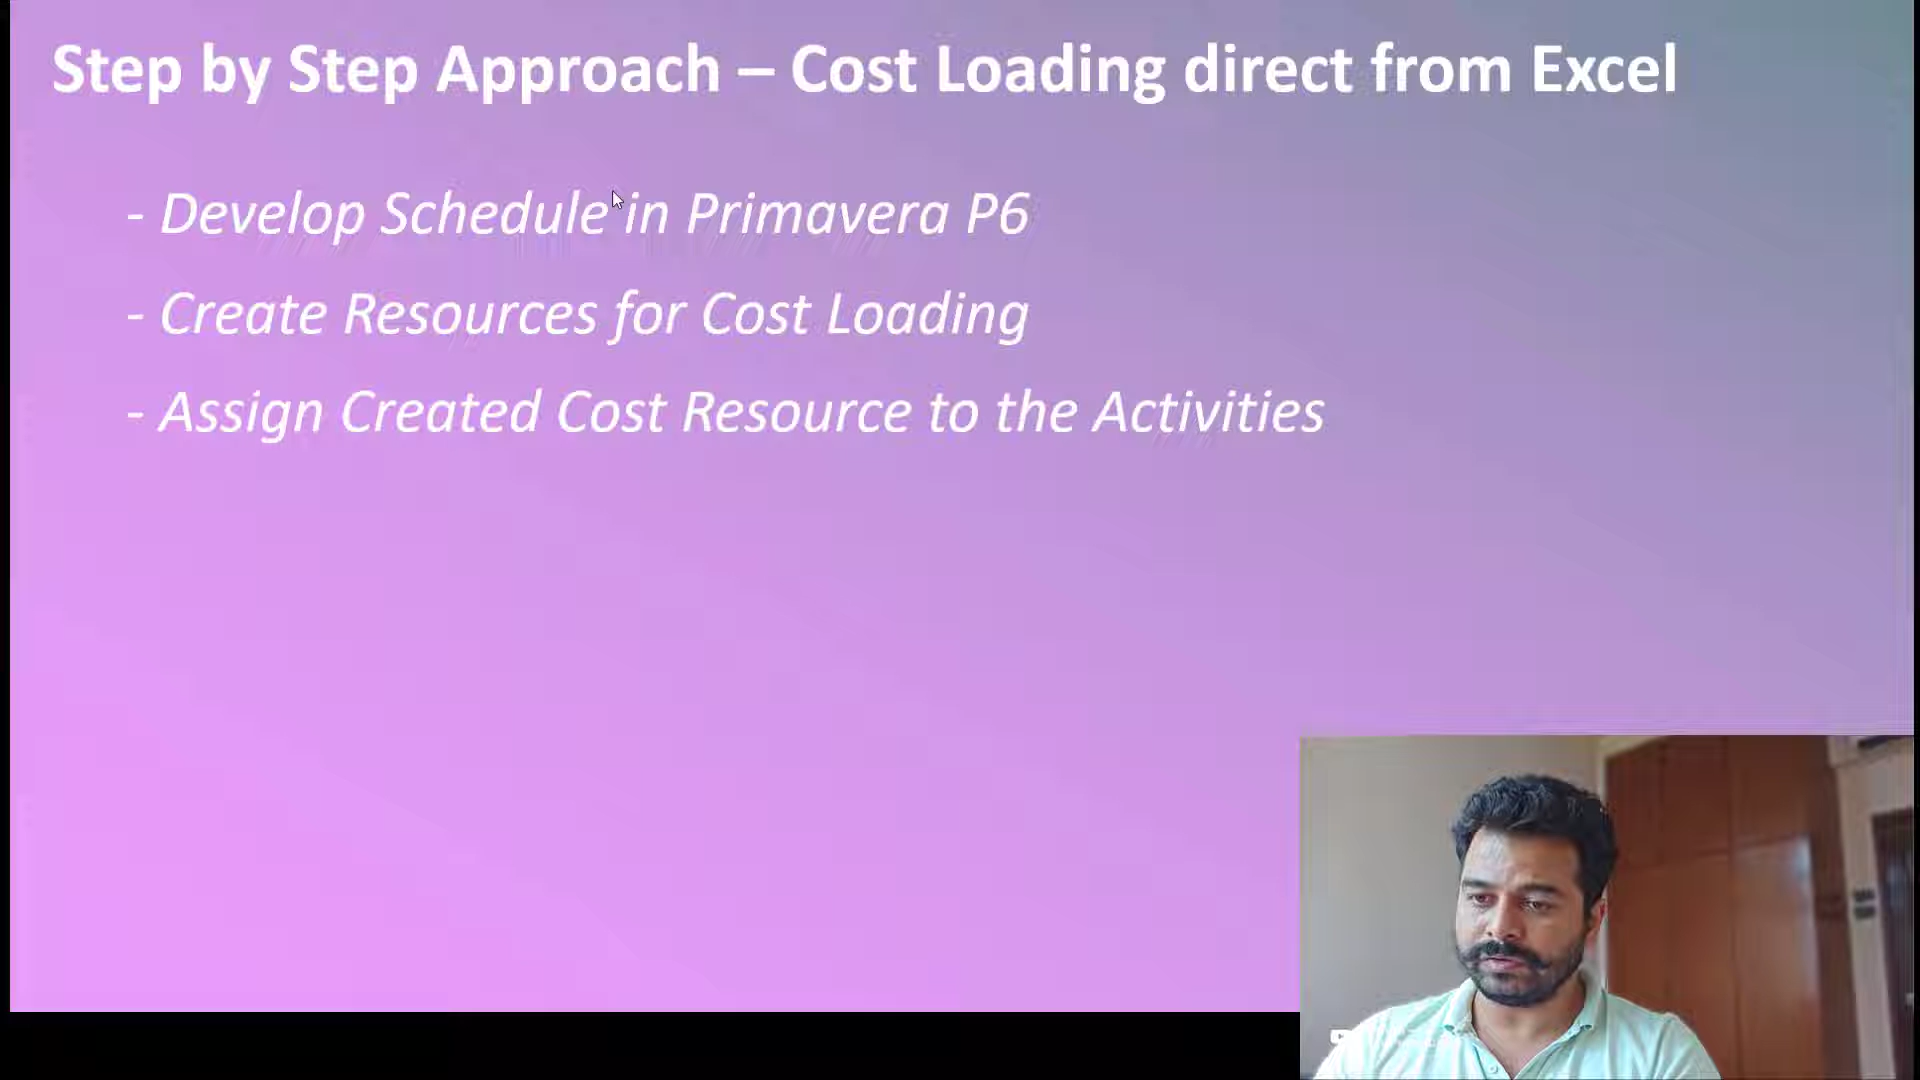 Step by Step Approach – Cost Loading direct from Excel
- Develop Schedule in Primavera P6
- Create Resources for Cost Loading
- Assign Created Cost Resource to the Activities